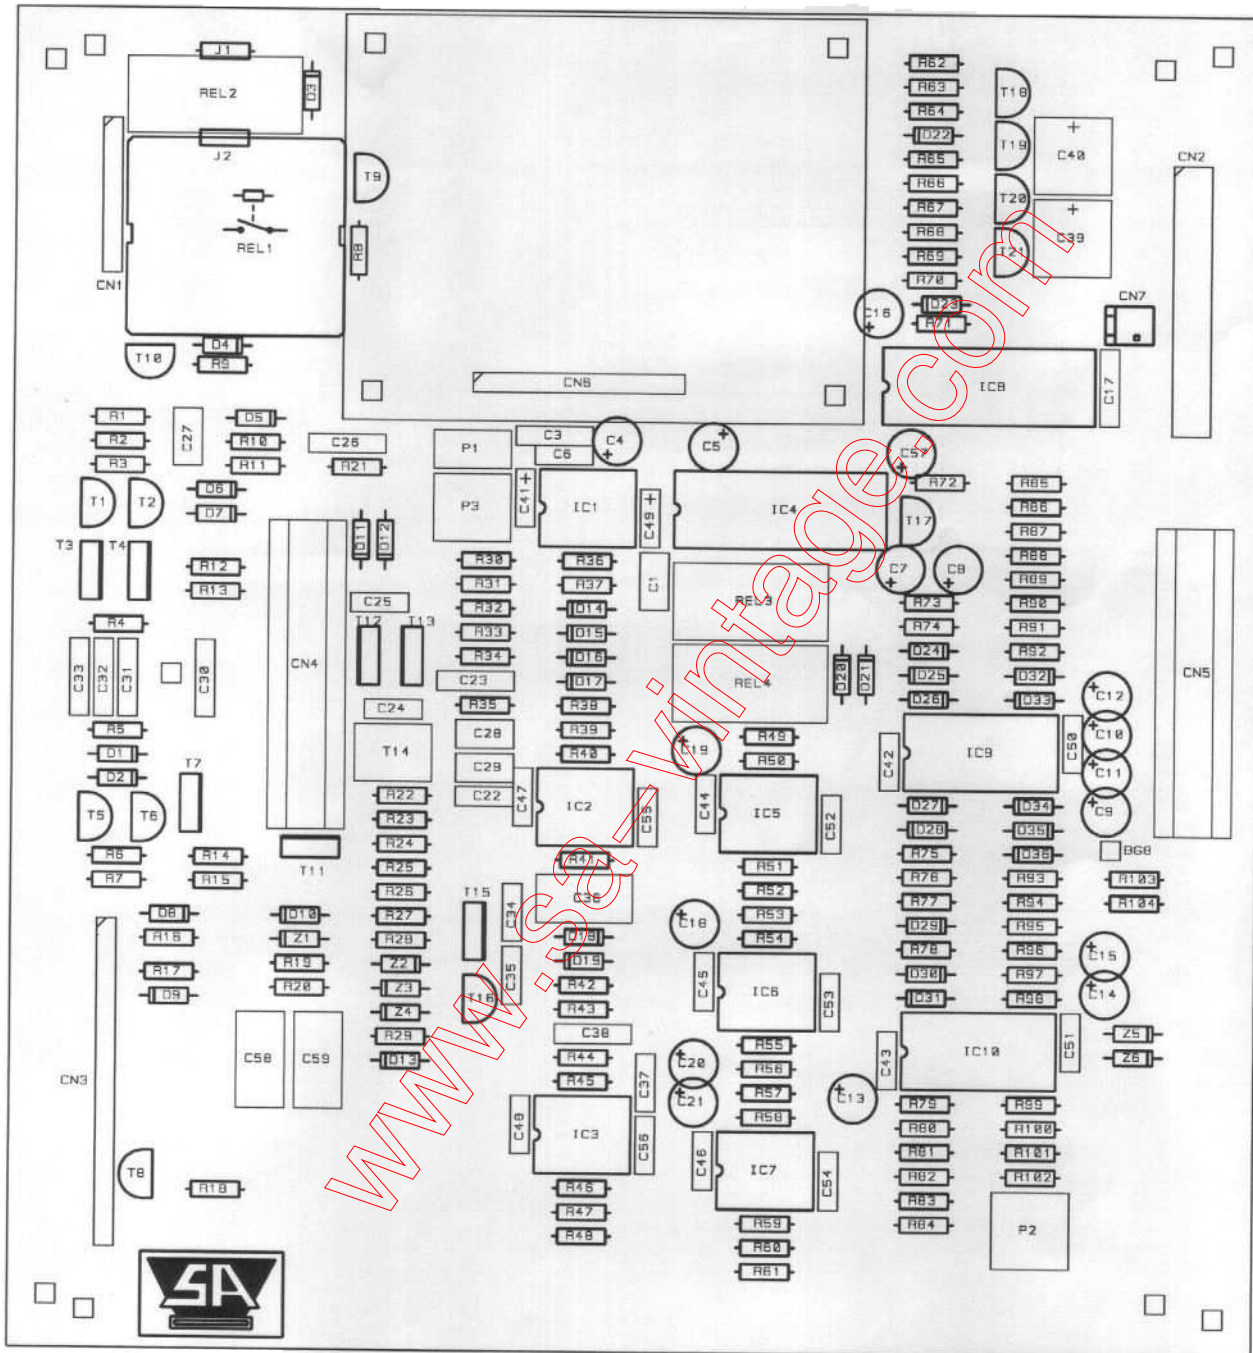 J1
REL2
D3
J2
T9
REL1
R8
CN1
T10
D4
R9
CN6
R62
R63
R64
D22
R65
R66
R67
R68
R69
R70
D23
R71
T18
T19
T20
T21
C40
C39
C16
CN2
CN7
IC8
C17
R1
R2
R3
C27
D5
R10
R11
C26
R21
T1
T2
D6
D7
T3
T4
R12
R13
R4
C33
C32
C31
C30
R5
D1
D2
T7
T5
T6
R6
R7
R14
R15
CN4
T11
D11
D12
C25
T12
T13
C24
T14
R22
R23
R24
R25
R26
R27
R28
Z2
Z3
Z4
R29
D13
P1
P3
C3
C6
C4
C5
C41
IC1
C49
IC4
C57
R72
T17
C7
C8
R30
R31
R32
R33
R34
C23
R35
C28
C29
C22
R36
R37
D14
D15
D16
D17
R38
R39
R40
C1
REL3
REL4
D20
D21
C47
IC2
C55
R41
C36
D18
D19
R42
R43
C38
R44
R45
C37
C48
IC3
C56
R46
R47
R48
T15
C34
C35
T16
C19
R49
R50
C44
IC5
C52
R51
R52
R53
R54
C18
C45
IC6
C53
R55
R56
R57
R58
C20
C21
C13
C46
IC7
C54
R59
R60
R61
R73
R74
D24
D25
D26
C42
IC9
C50
D27
D28
R75
R76
R77
D29
R78
D30
D31
C43
IC10
C51
R79
R80
R81
R82
R83
R84
R85
R86
R87
R88
R89
R90
R91
R92
D32
D33
D34
D35
D36
R93
R94
R95
R96
R97
R98
R99
R100
R101
R102
P2
C12
C10
C11
C9
BG8
R103
R104
C15
C14
Z5
Z6
CN5
D8
R16
R17
D9
D10
Z1
R19
R20
C58
C59
CN3
T8
R18
SA
www.sa-vintage.com